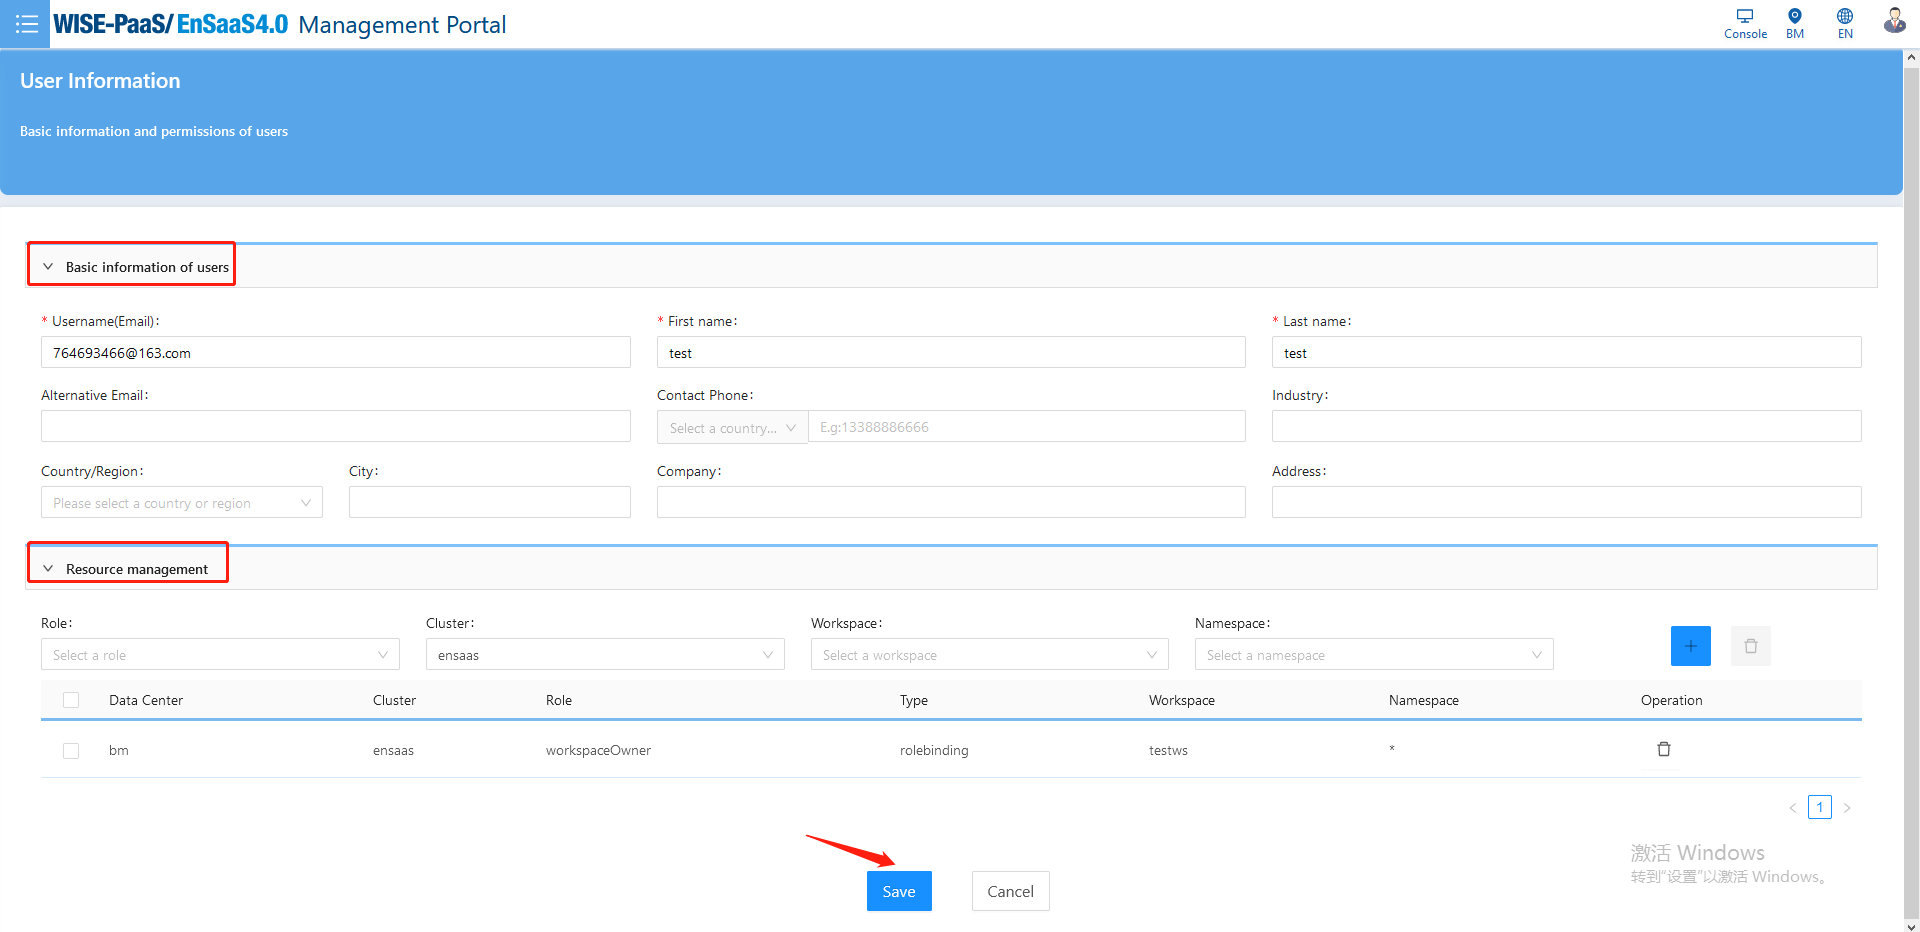 WISE-PaaS/ EnSaaS4.0 Management Portal
Console
BM
EN
User Information
Basic information and permissions of users
Basic information of users
* Username(Email):
* First name:
* Last name:
764693466@163.com
test
test
Alternative Email:
Contact Phone:
Industry:
Select a country...
E.g:13388886666
Country/Region:
City:
Company:
Address:
Please select a country or region
Resource management
Role:
Cluster:
Workspace:
Namespace:
Select a role
ensaas
Select a workspace
Select a namespace
Data Center Cluster Role Type Workspace Namespace Operation
bm ensaas workspaceOwner rolebinding testws *
< 1 >
激活 Windows
转到“设置”以激活 Windows。
Save
Cancel